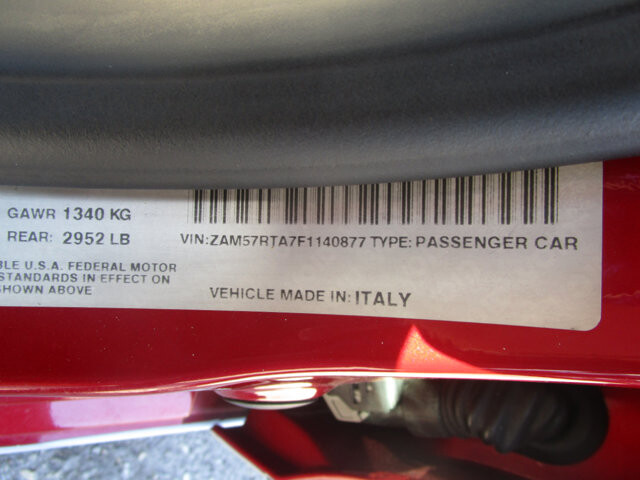 GAWR 1340 KG
REAR: 2952 LB
VIN:ZAM57RTA7F1140877 TYPE: PASSENGER CAR
BLE U.S.A. FEDERAL MOTOR
STANDARDS IN EFFECT ON
SHOWN ABOVE
VEHICLE MADE IN: ITALY